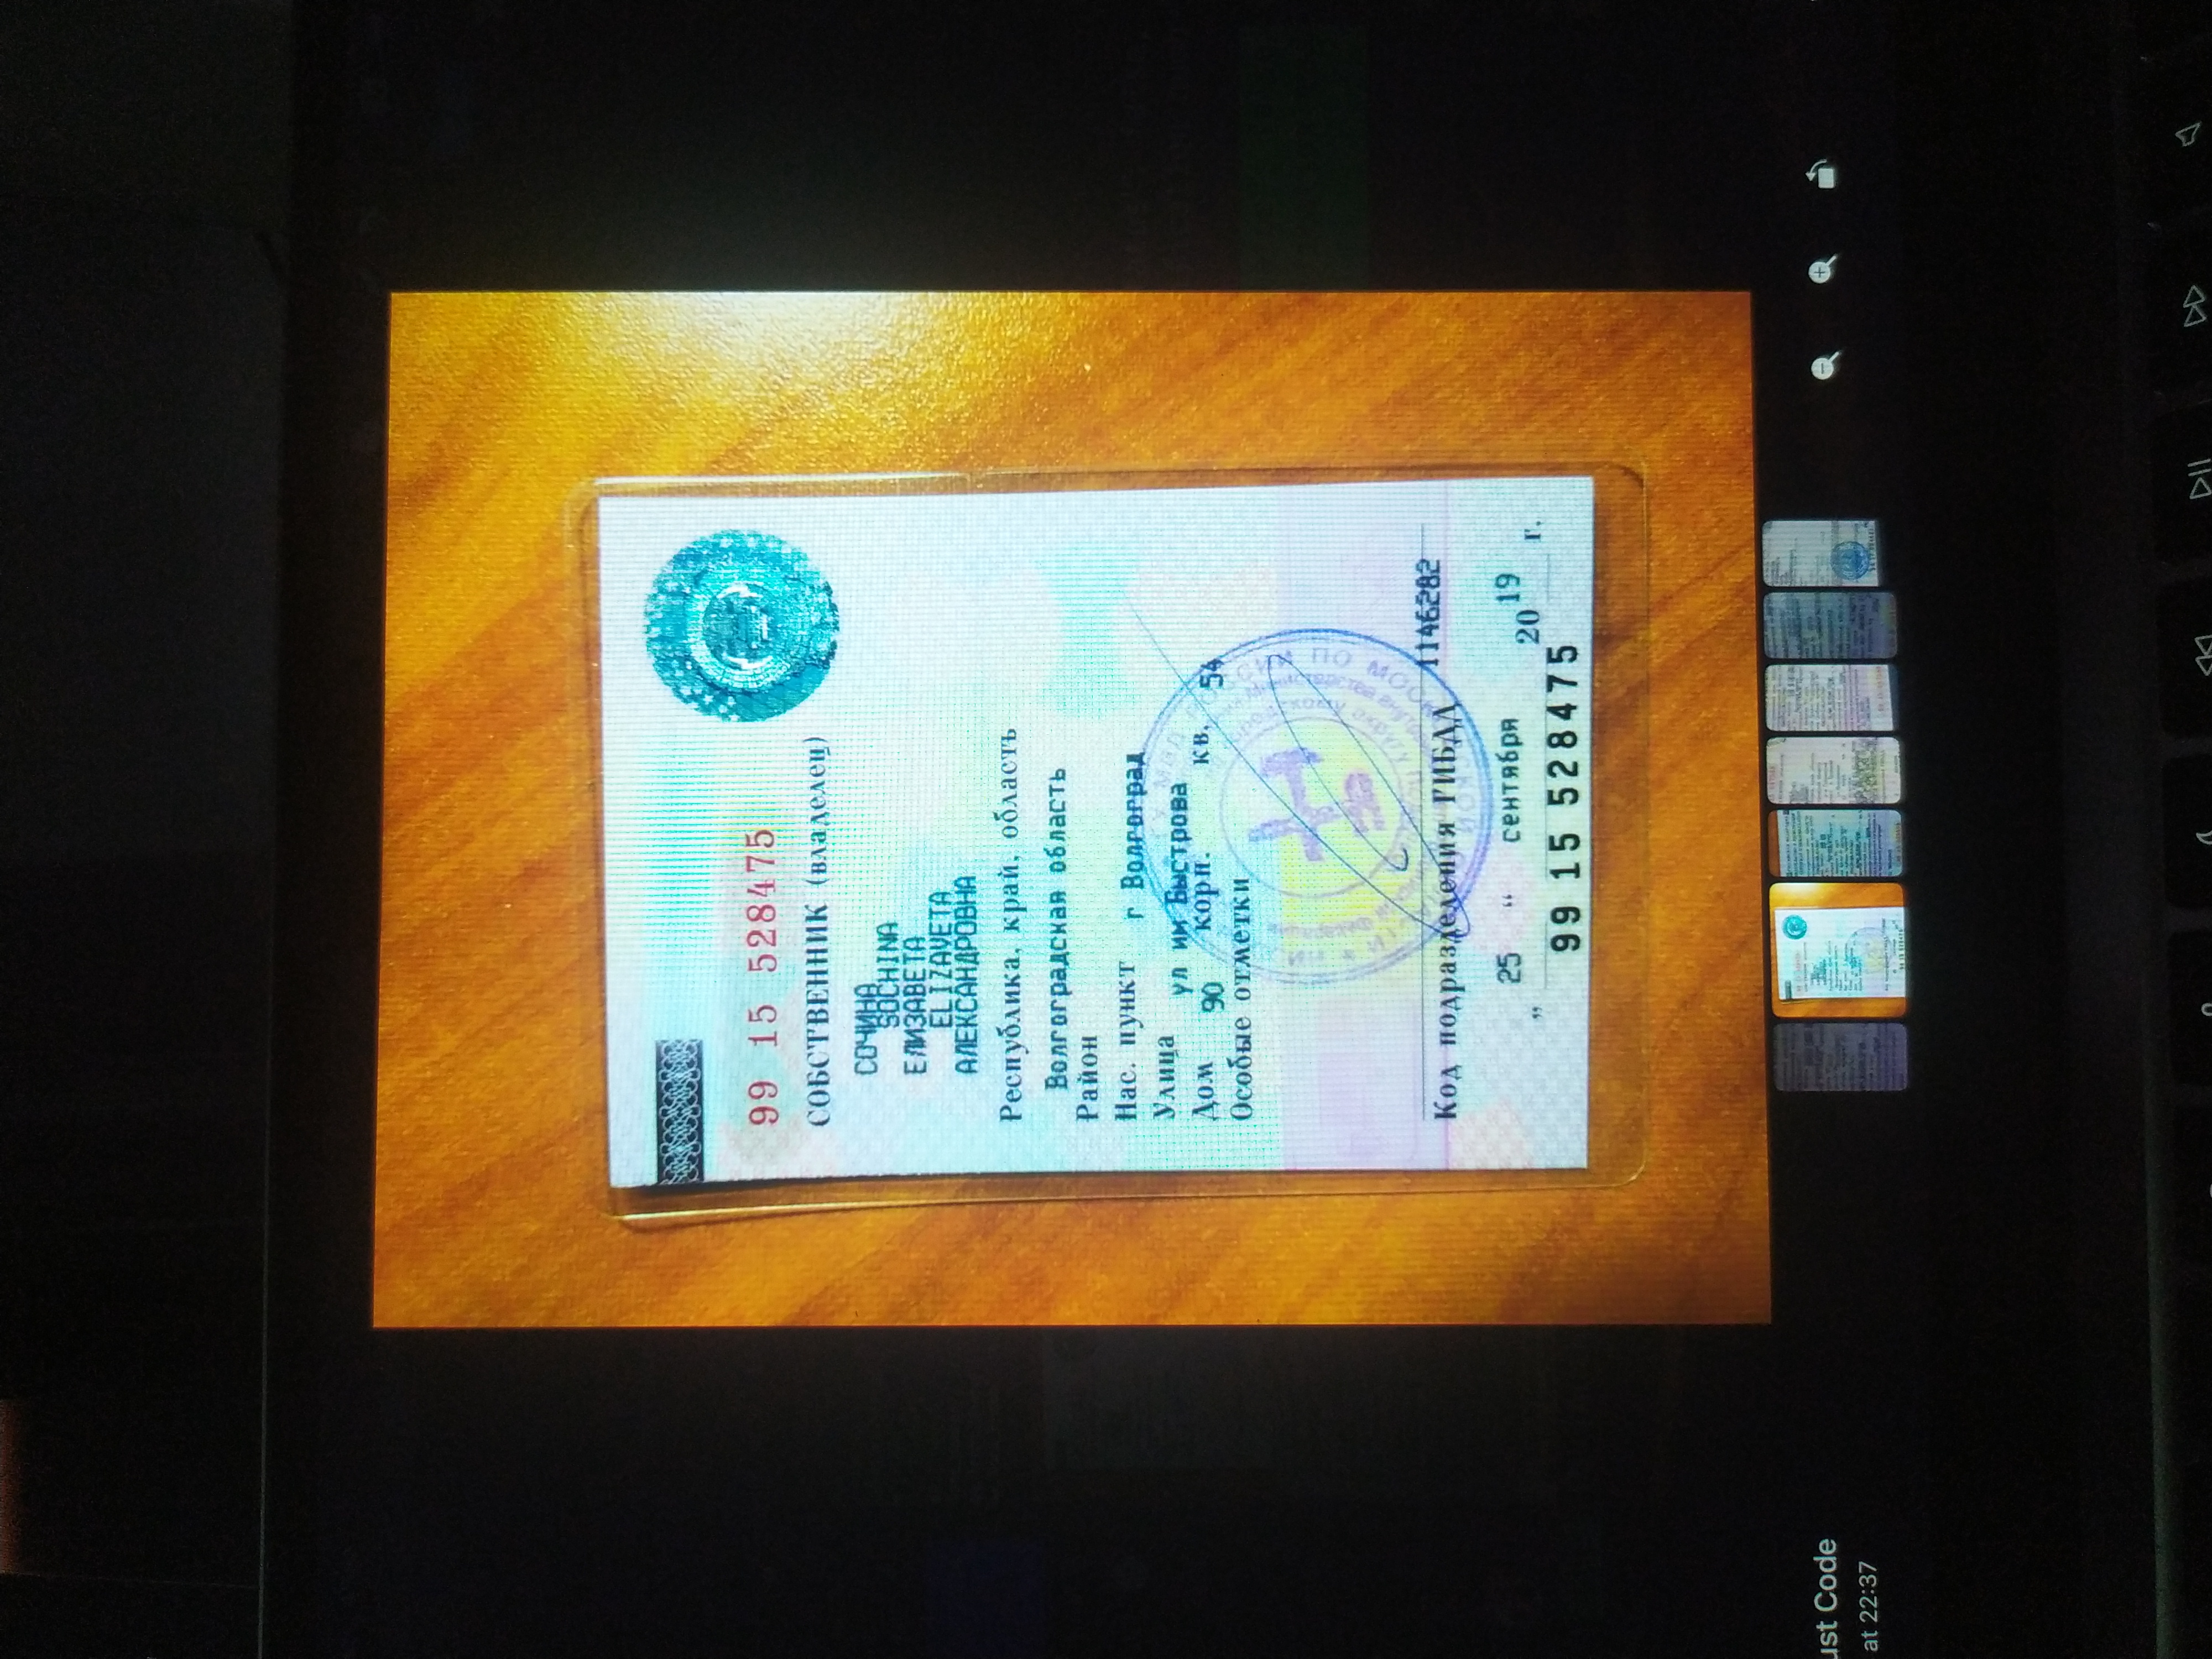 99 15 528475
СОБСТВЕННИК (владелец)
СОЧИНА
SOCHINA
ЕЛИЗАВЕТА
ELIZAVETA
АЛЕКСАНДРОВНА
Республика, край, область
Волгоградская область
Район
Нас. пункт г Волгоград
Улица ул им Быстрова
Дом 90 корп. кв. 54
Особые отметки
Код подразделения ГИБДД 1146282
„ 25 “ сентября 2019 г.
99 15 528475
ust Code
at 22:37